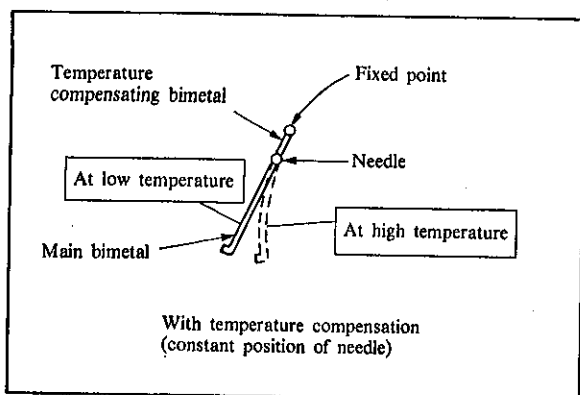 Temperature
compensating bimetal
Fixed point
Needle
At low temperature
Main bimetal
At high temperature
With temperature compensation
(constant position of needle)